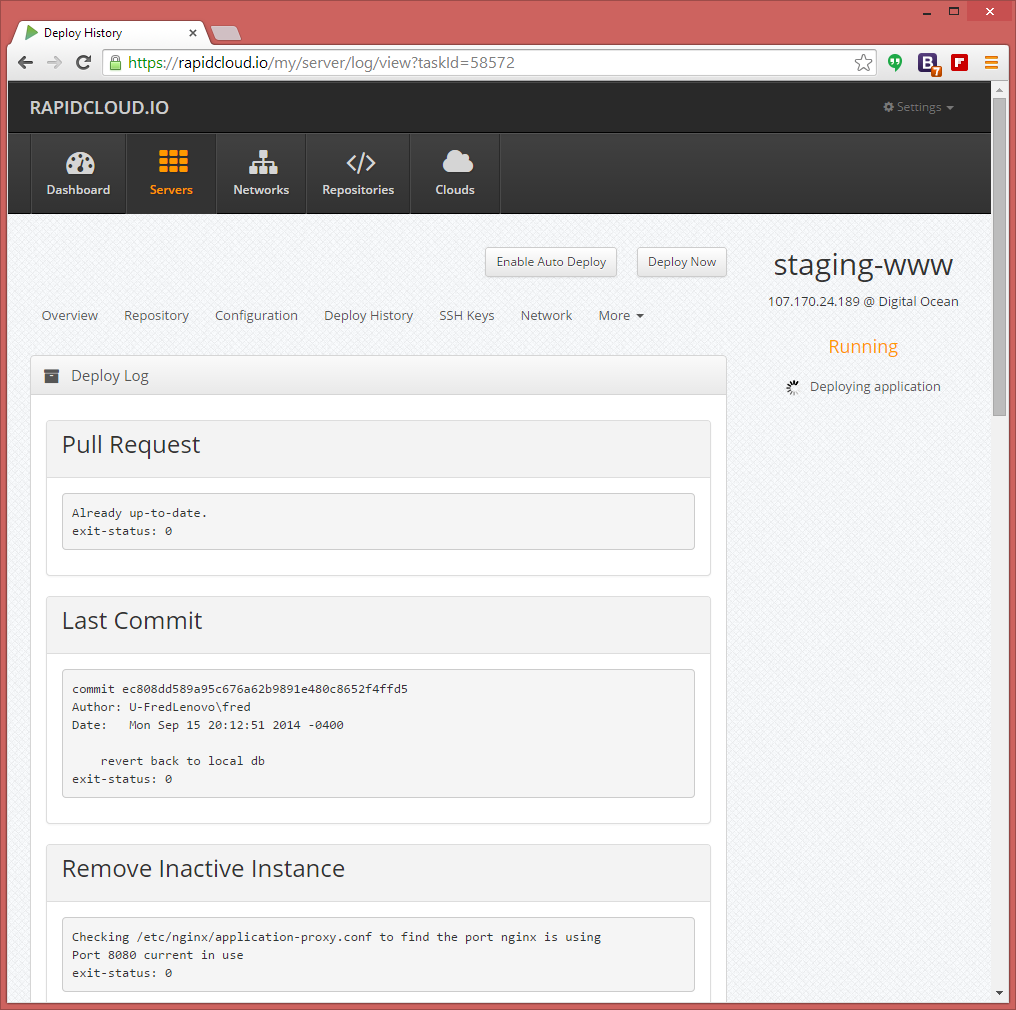 Deploy History
https://rapidcloud.io/my/server/log/view?taskId=58572
B
7
F
RAPIDCLOUD.IO
Settings
Dashboard
Servers
Networks
Repositories
Clouds
Enable Auto Deploy
Deploy Now
staging-www
107.170.24.189 @ Digital Ocean
Running
Deploying application
Overview
Repository
Configuration
Deploy History
SSH Keys
Network
More
Deploy Log
Pull Request
Already up-to-date.
exit-status: 0
Last Commit
commit ec808dd589a95c676a62b9891e480c8652f4ffd5
Author: U-FredLenovo\fred
Date:   Mon Sep 15 20:12:51 2014 -0400
revert back to local db
exit-status: 0
Remove Inactive Instance
Checking /etc/nginx/application-proxy.conf to find the port nginx is using
Port 8080 current in use
exit-status: 0